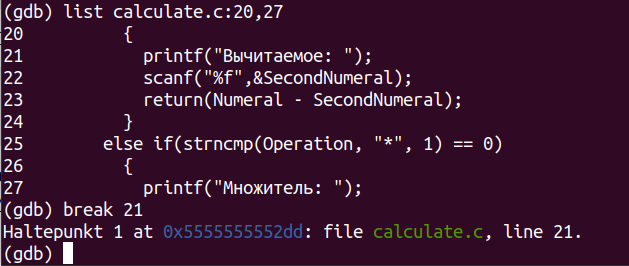 (gdb) list calculate.c:20,27
20          {
21            printf("Вычитаемое: ");
22            scanf("%f",&SecondNumeral);
23            return(Numeral - SecondNumeral);
24          }
25        else if(strncmp(Operation, "*", 1) == 0)
26          {
27            printf("Множитель: ");
(gdb) break 21
Haltepunkt 1 at 0x5555555552dd: file calculate.c, line 21.
(gdb)